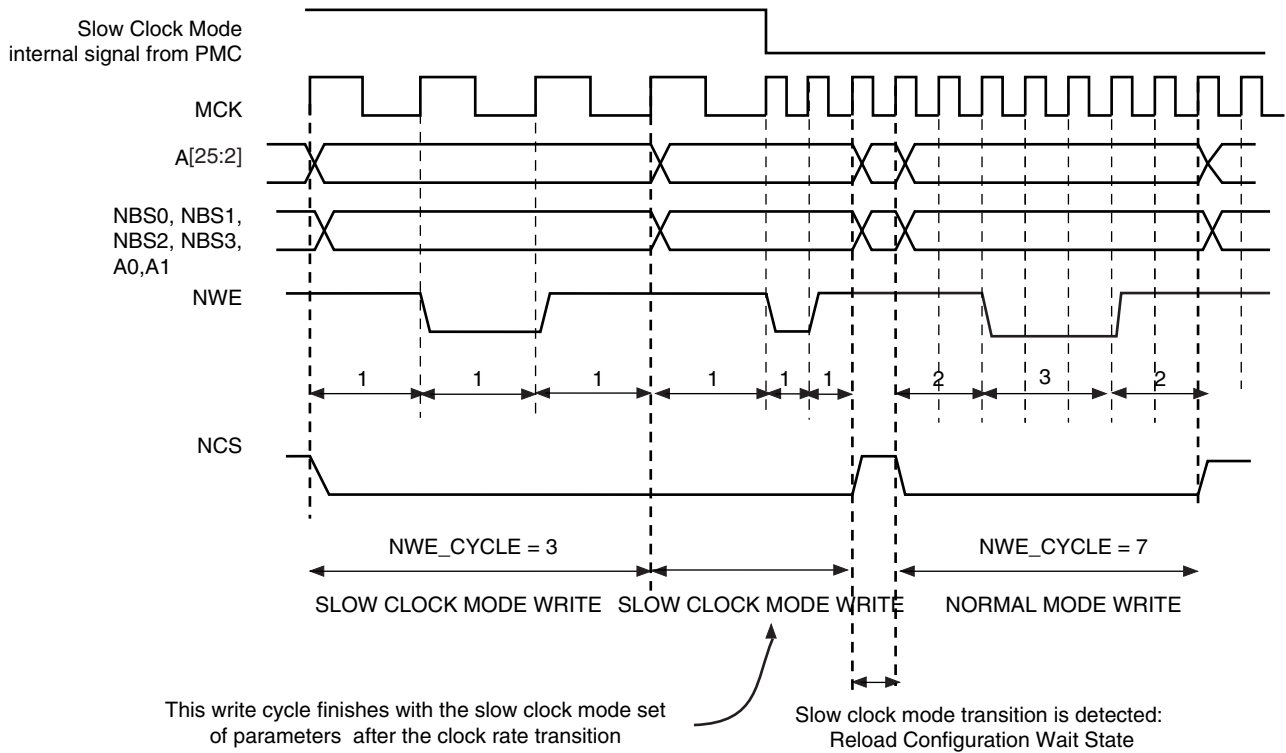 Slow Clock Mode
internal signal from PMC
MCK
A[25:2]
NBS0, NBS1,
NBS2, NBS3,
A0,A1
NWE
1 1 1 1 1 1 2 3 2
NCS
NWE_CYCLE = 3 NWE_CYCLE = 7
SLOW CLOCK MODE WRITE SLOW CLOCK MODE WRITE NORMAL MODE WRITE
This write cycle finishes with the slow clock mode set
of parameters after the clock rate transition
Slow clock mode transition is detected:
Reload Configuration Wait State